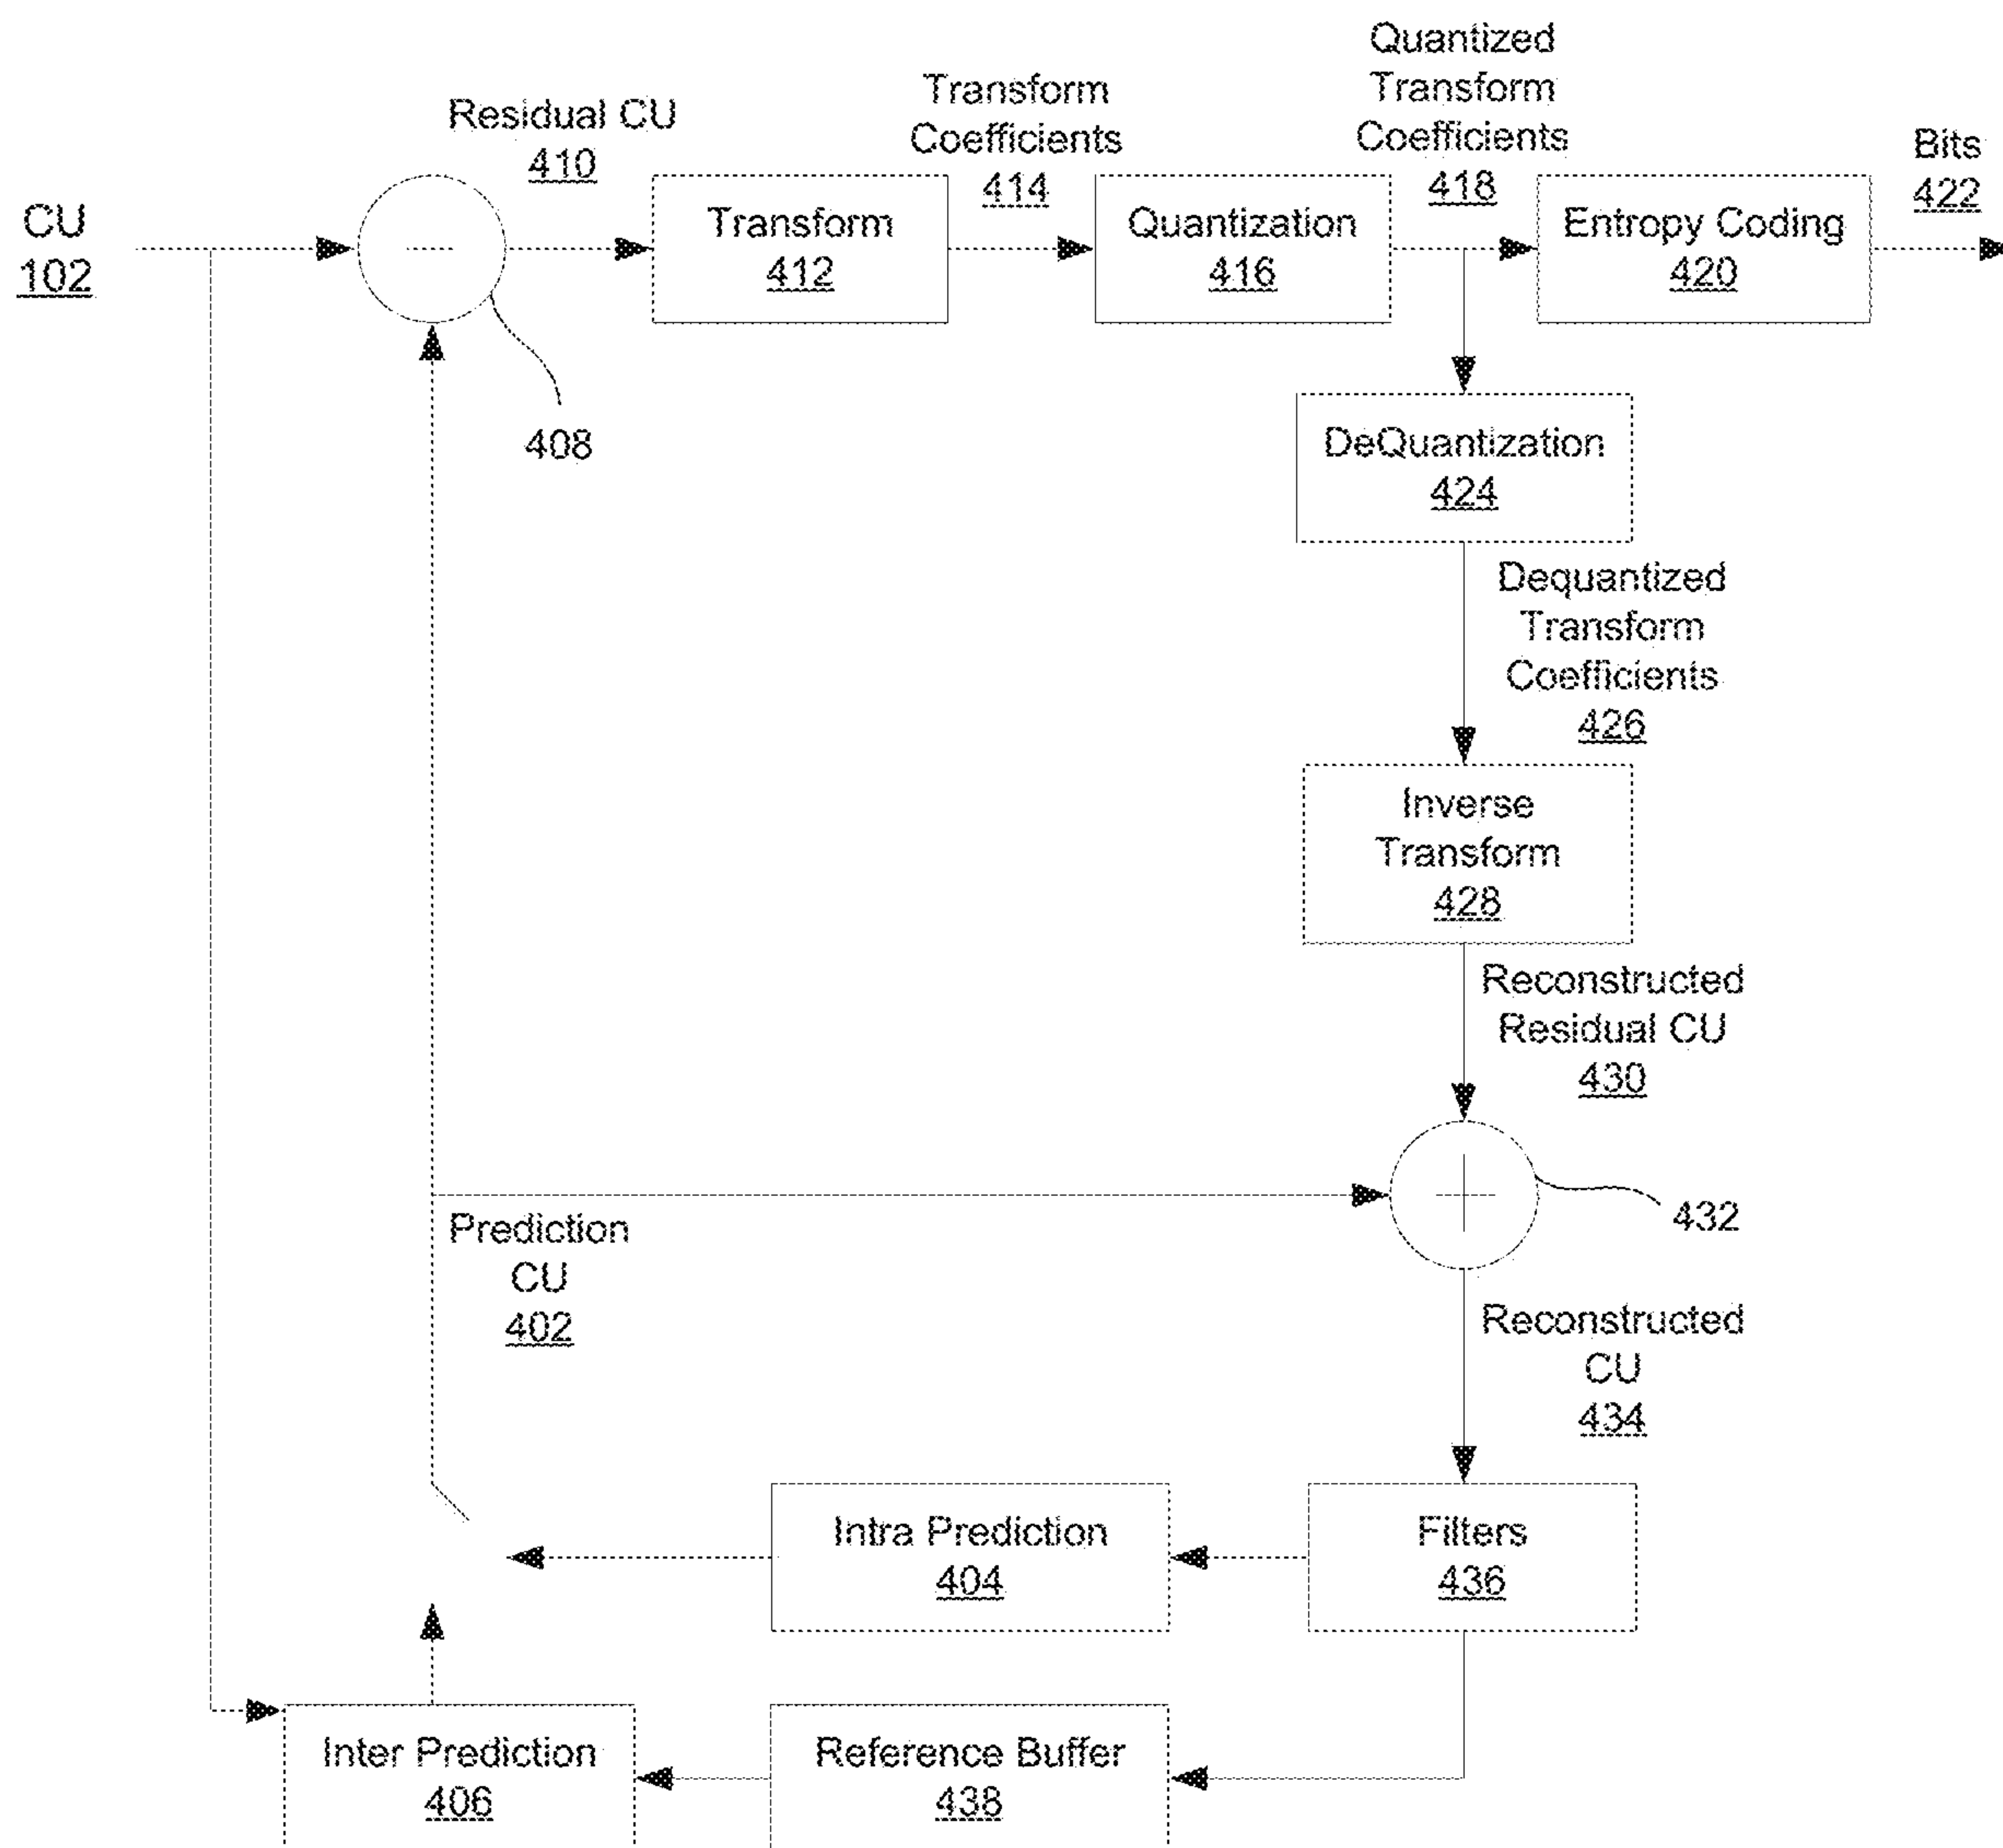 CU
102
Residual CU
410
Transform
412
Transform
Coefficients
414
Quantization
416
Quantized
Transform
Coefficients
418
Entropy Coding
420
Bits
422
408
DeQuantization
424
Dequantized
Transform
Coefficients
426
Inverse
Transform
428
Reconstructed
Residual CU
430
432
Prediction
CU
402
Reconstructed
CU
434
Intra Prediction
404
Filters
436
Inter Prediction
406
Reference Buffer
438